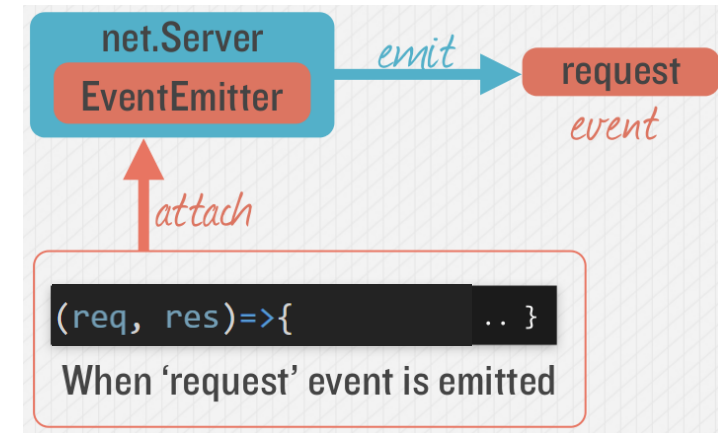 net.Server
EventEmitter
emit
request
event
attach
(req, res)=>{ .. }
When ‘request’ event is emitted